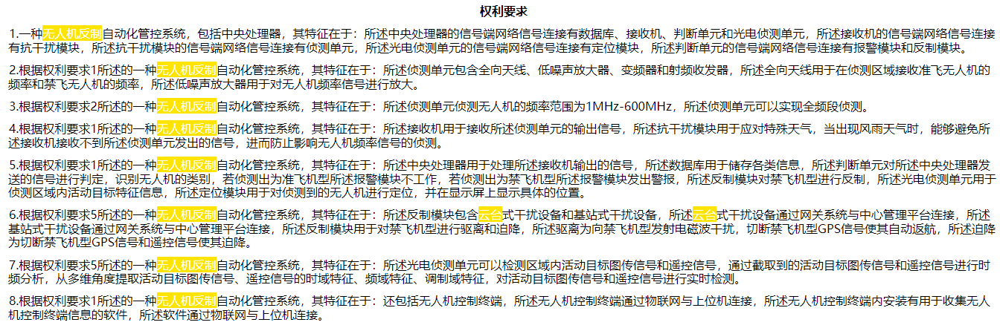 权利要求
1.一种无人机反制自动化管控系统，包括中央处理器，其特征在于：所述中央处理器的信号端网络信号连接有数据库、接收机、判断单元和光电侦测单元，所述接收机的信号端网络信号连接
有抗干扰模块，所述抗干扰模块的信号端网络信号连接有侦测单元，所述光电侦测单元的信号端网络信号连接有定位模块，所述判断单元的信号端网络信号连接有报警模块和反制模块。
2.根据权利要求1所述的一种无人机反制自动化管控系统，其特征在于：所述侦测单元包含全向天线、低噪声放大器、变频器和射频收发器，所述全向天线用于在侦测区域接收准飞无人机的
频率和禁飞无人机的频率，所述低噪声放大器用于对无人机频率信号进行放大。
3.根据权利要求2所述的一种无人机反制自动化管控系统，其特征在于：所述侦测单元侦测无人机的频率范围为1MHz-600MHz，所述侦测单元可以实现全频段侦测。
4.根据权利要求1所述的一种无人机反制自动化管控系统，其特征在于：所述接收机用于接收所述侦测单元的输出信号，所述抗干扰模块用于应对特殊天气，当出现风雨天气时，能够避免所
述接收机接收不到所述侦测单元发出的信号，进而防止影响无人机频率信号的侦测。
5.根据权利要求1所述的一种无人机反制自动化管控系统，其特征在于：所述中央处理器用于处理所述接收机输出的信号，所述数据库用于储存各类信息，所述判断单元对所述中央处理器发
送的信号进行判定，识别无人机的类别，若侦测出为准飞机型所述报警模块不工作，若侦测出为禁飞机型所述报警模块发出警报，所述反制模块对禁飞机型进行反制，所述光电侦测单元用于
侦测区域内活动目标特征信息，所述定位模块用于对侦测到的无人机进行定位，并在显示屏上显示具体的位置。
6.根据权利要求5所述的一种无人机反制自动化管控系统，其特征在于：所述反制模块包含云台式干扰设备和基站式干扰设备，所述云台式干扰设备通过网关系统与中心管理平台连接，所述
基站式干扰设备通过网关系统与中心管理平台连接，所述反制模块用于对禁飞机型进行驱离和迫降，所述驱离为向禁飞机型发射电磁波干扰，切断禁飞机型GPS信号使其自动返航，所述迫降
为切断禁飞机型GPS信号和遥控信号使其迫降。
7.根据权利要求5所述的一种无人机反制自动化管控系统，其特征在于：所述光电侦测单元可以检测区域内活动目标图传信号和遥控信号，通过截取到的活动目标图传信号和遥控信号进行时
频分析，从多维角度提取活动目标图传信号、遥控信号的时域特征、频域特征、调制域特征，对活动目标图传信号和遥控信号进行实时检测。
8.根据权利要求1所述的一种无人机反制自动化管控系统，其特征在于：还包括无人机控制终端，所述无人机控制终端通过物联网与上位机连接，所述无人机控制终端内安装有用于收集无人
机控制终端信息的软件，所述软件通过物联网与上位机连接。